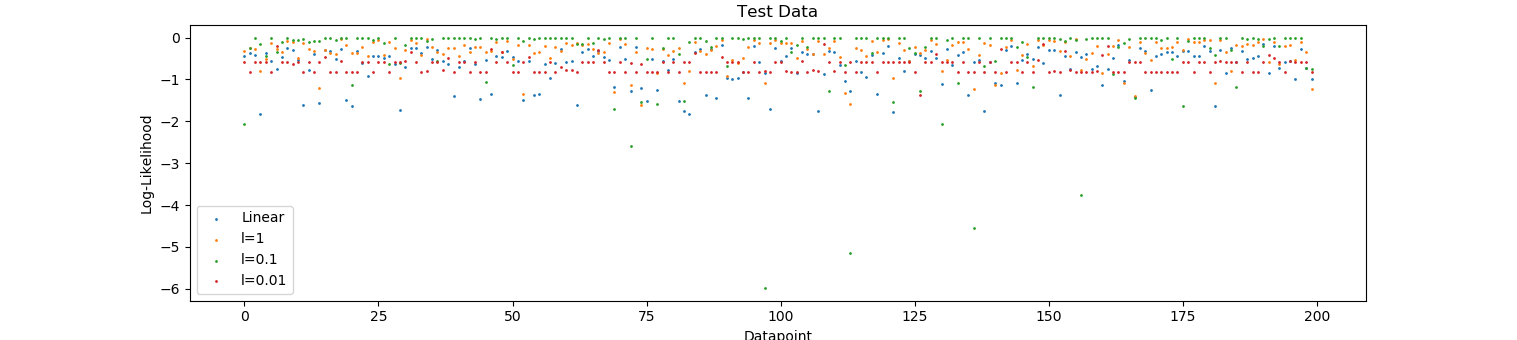 Test Data
Log-Likelihood
0
−1
−2
−3
−4
−5
−6
Linear
l=1
l=0.1
l=0.01
0 25 50 75 100 125 150 175 200
Datapoint